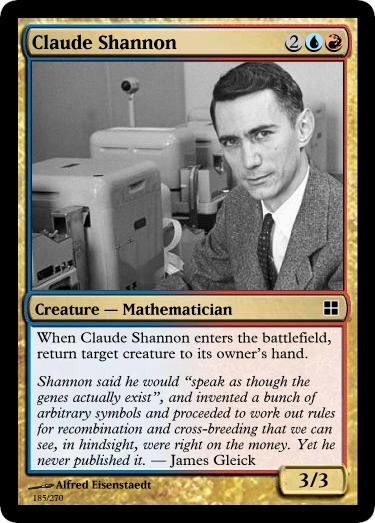 Claude Shannon 2
Creature — Mathematician
When Claude Shannon enters the battlefield,
return target creature to its owner's hand.
Shannon said he would "speak as though the
genes actually exist", and invented a bunch of
arbitrary symbols and proceeded to work out rules
for recombination and cross-breeding that we can
see, in hindsight, were right on the money. Yet he
never published it. — James Gleick
3/3
Alfred Eisenstaedt
185/270